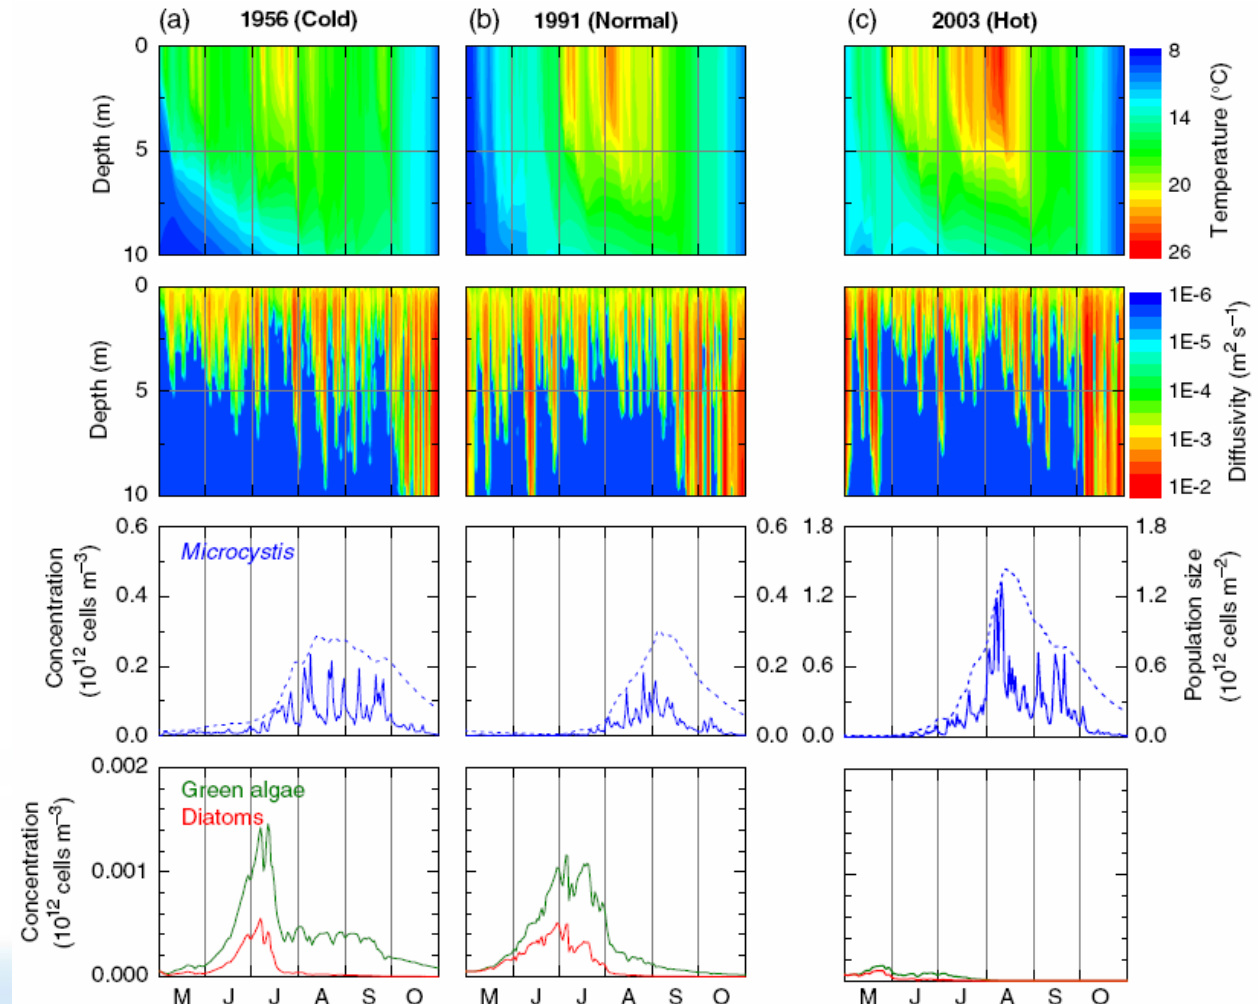 (a) 1956 (Cold) (b) 1991 (Normal) (c) 2003 (Hot)
0
5
10
Depth (m)
8
14
20
26
Temperature (°C)
0
5
10
Depth (m)
1E-6
1E-5
1E-4
1E-3
1E-2
Diffusivity (m² s⁻¹)
0.6
0.4
0.2
0.0
Concentration
(10¹² cells m⁻³)
Microcystis
0.6
0.4
0.2
0.0
1.8
1.2
0.6
0.0
1.8
1.2
0.6
0.0
Population size
(10¹² cells m⁻²)
0.002
0.001
0.000
Concentration
(10¹² cells m⁻³)
Green algae
Diatoms
M J J A S O M J J A S O M J J A S O